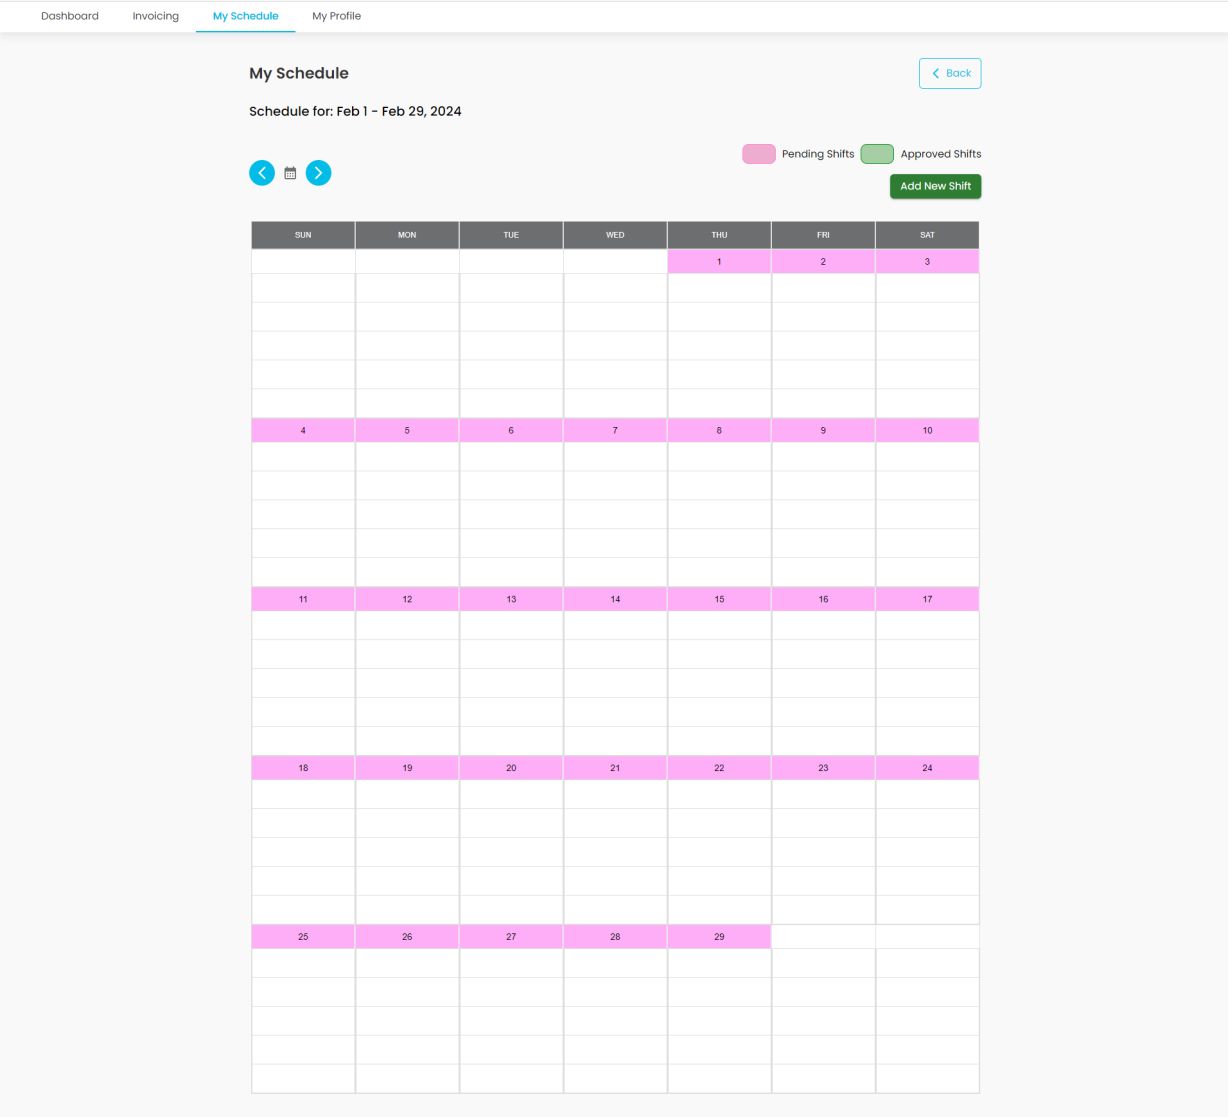 Dashboard Invoicing My Schedule My Profile
My Schedule
Back
Schedule for: Feb 1 - Feb 29, 2024
Pending Shifts Approved Shifts
Add New Shift
SUN MON TUE WED THU FRI SAT
1 2 3
4 5 6 7 8 9 10
11 12 13 14 15 16 17
18 19 20 21 22 23 24
25 26 27 28 29